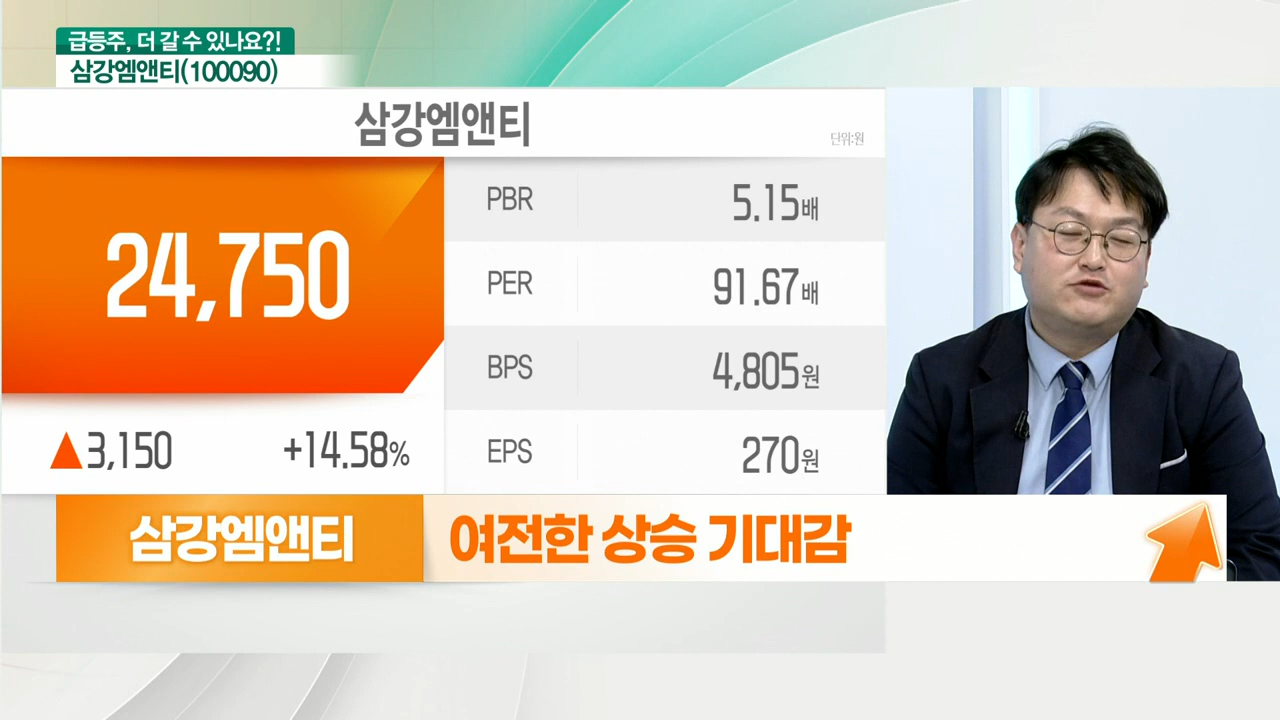 급등주, 더 갈 수 있나요?!
삼강엠앤티(100090)
삼강엠앤티
단위:원
24,750
▲3,150 +14.58%
PBR 5.15배
PER 91.67배
BPS 4,805원
EPS 270원
삼강엠앤티 여전한 상승 기대감